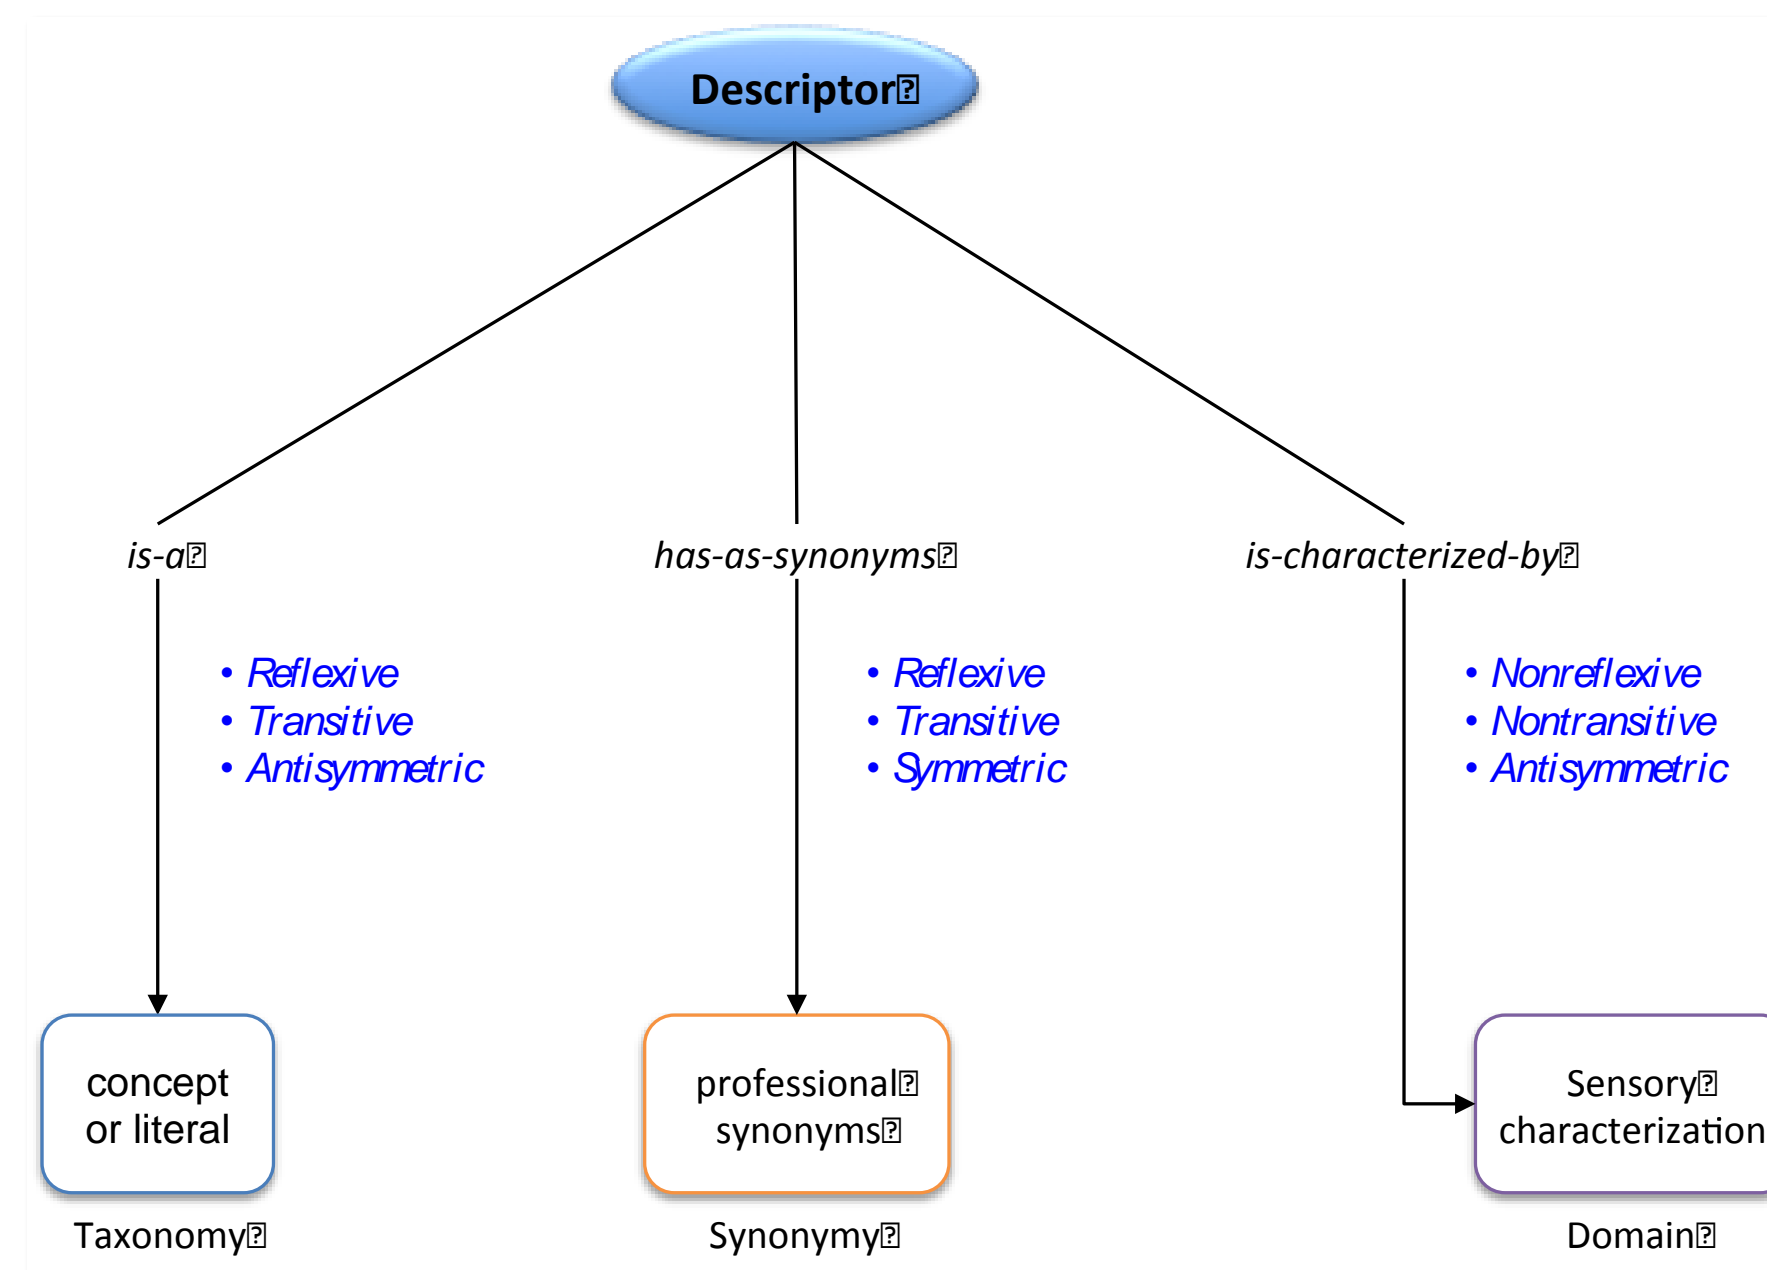 Descriptor
is-a
has-as-synonyms
is-characterized-by
• Reflexive
• Transitive
• Antisymmetric
• Reflexive
• Transitive
• Symmetric
• Nonreflexive
• Nontransitive
• Antisymmetric
concept
or literal
professional
synonyms
Sensory
characterization
Taxonomy
Synonymy
Domain